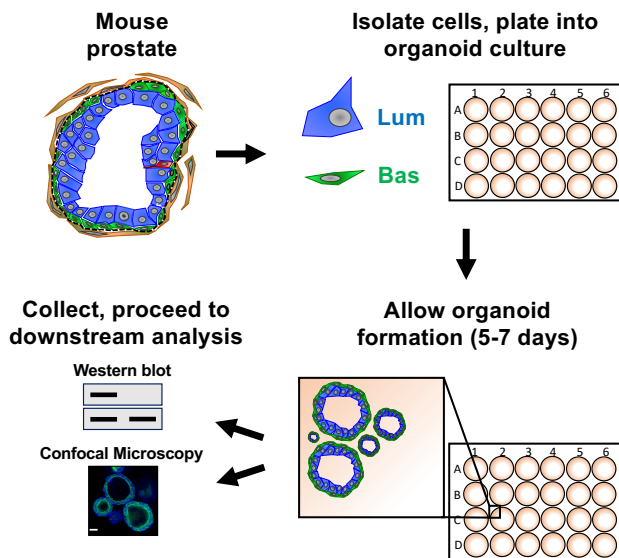 Mouse
prostate
Isolate cells, plate into
organoid culture
Lum
Bas
1 2 3 4 5 6
A
B
C
D
Allow organoid
formation (5-7 days)
1 2 3 4 5 6
A
B
C
D
Collect, proceed to
downstream analysis
Western blot
Confocal Microscopy